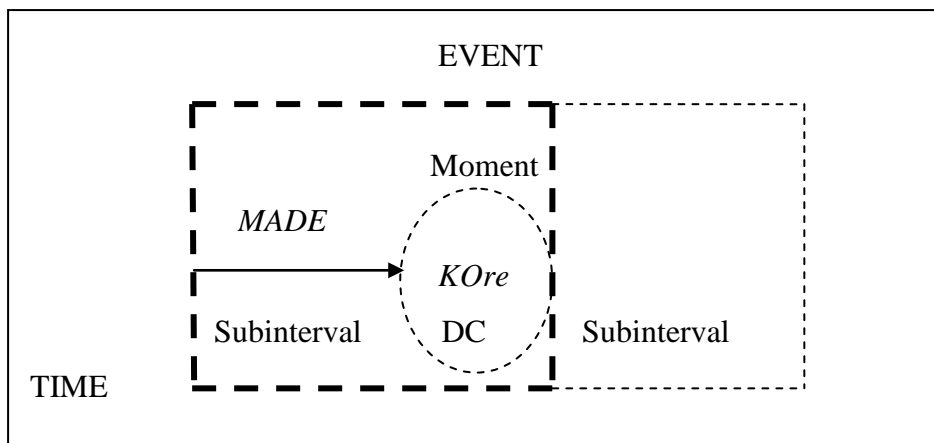 EVENT
Moment
MADE
KOre
Subinterval DC Subinterval
TIME